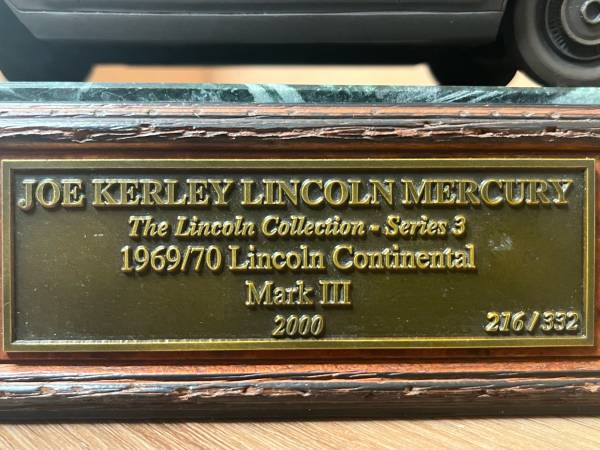 JOE KERLEY LINCOLN MERCURY
The Lincoln Collection - Series 3
1969/70 Lincoln Continental
Mark III
2000
216/332